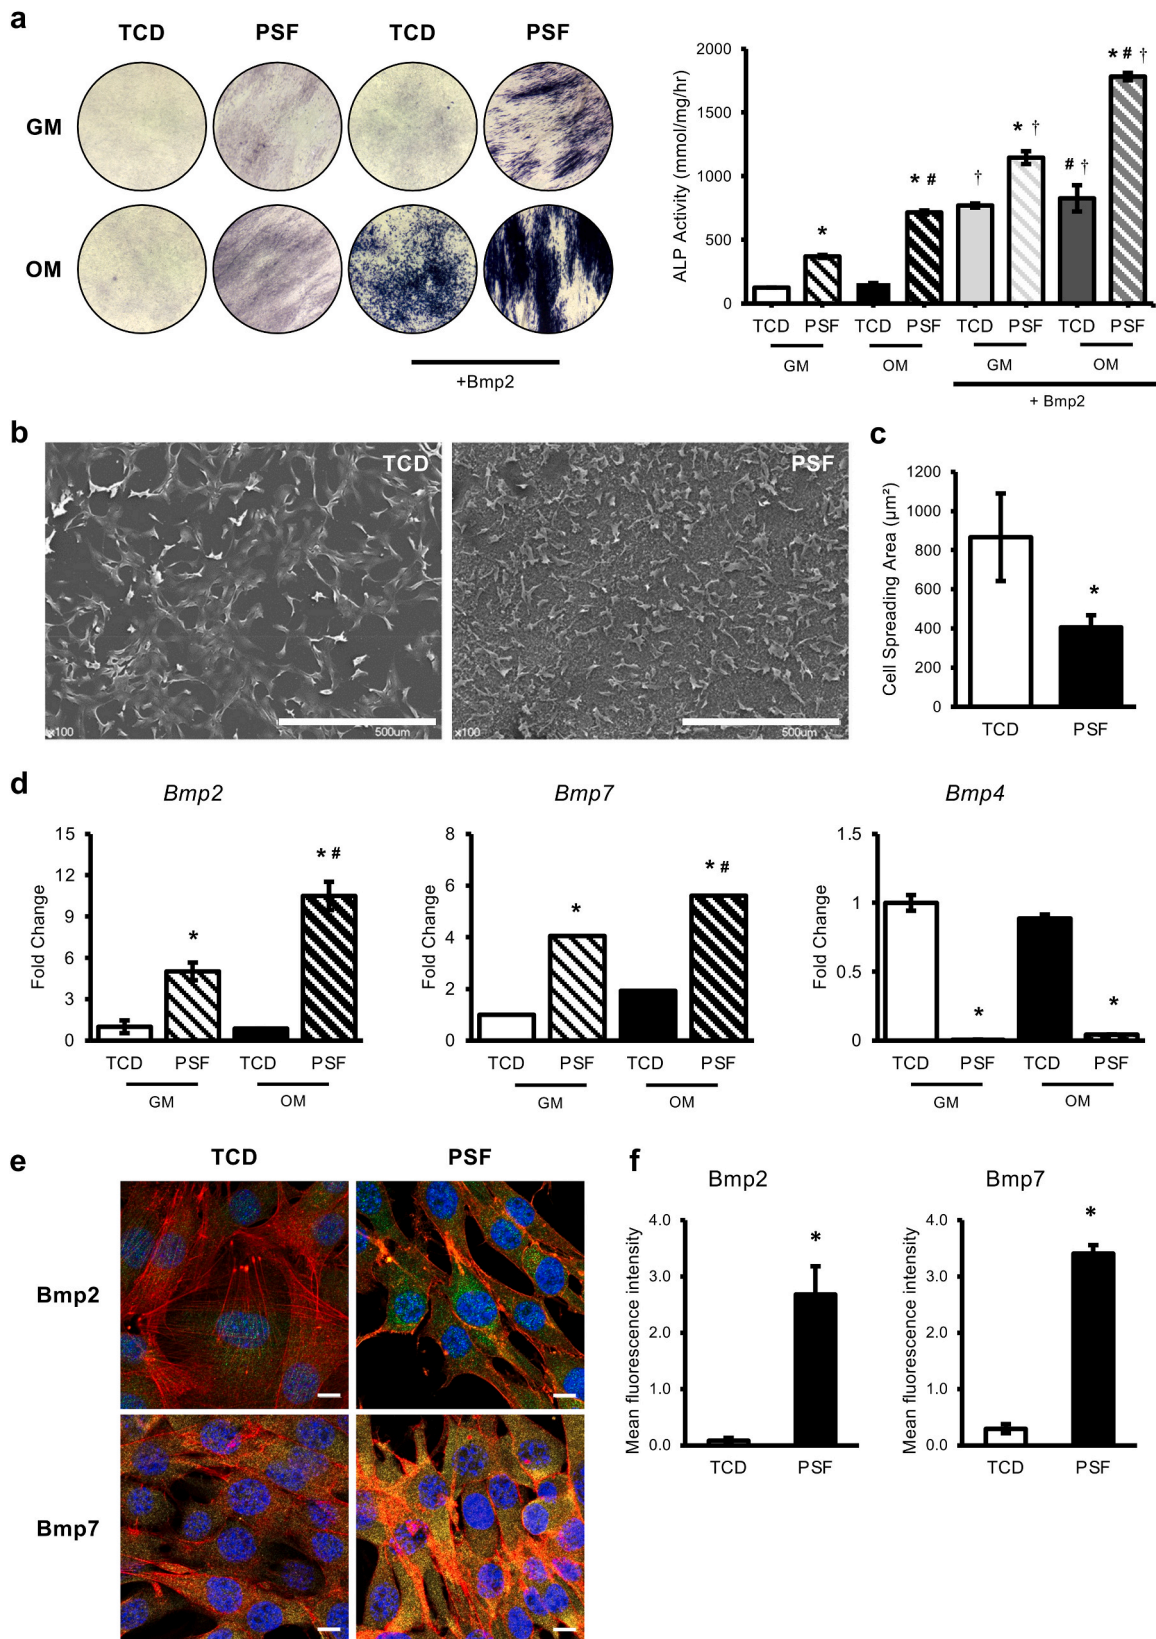 a
TCD PSF TCD PSF
GM
OM
+Bmp2
ALP Activity (mmol/mg/hr)
2000
1500
1000
500
0
*
* #
†
* †
# †
* # †
TCD PSF TCD PSF TCD PSF TCD PSF
GM OM GM OM
+ Bmp2
b
TCD
x100 500um
PSF
x100 500um
c
Cell Spreading Area (µm²)
1200
1000
800
600
400
200
0
*
TCD PSF
d
Bmp2
Fold Change
15
12
9
6
3
0
*
* #
TCD PSF TCD PSF
GM OM
Bmp7
Fold Change
8
6
4
2
0
*
* #
TCD PSF TCD PSF
GM OM
Bmp4
Fold Change
1.5
1
0.5
0
*
*
TCD PSF TCD PSF
GM OM
e
TCD PSF
Bmp2
Bmp7
f
Bmp2
Mean fluorescence intensity
4.0
3.0
2.0
1.0
0.0
*
TCD PSF
Bmp7
Mean fluorescence intensity
4.0
3.0
2.0
1.0
0.0
*
TCD PSF